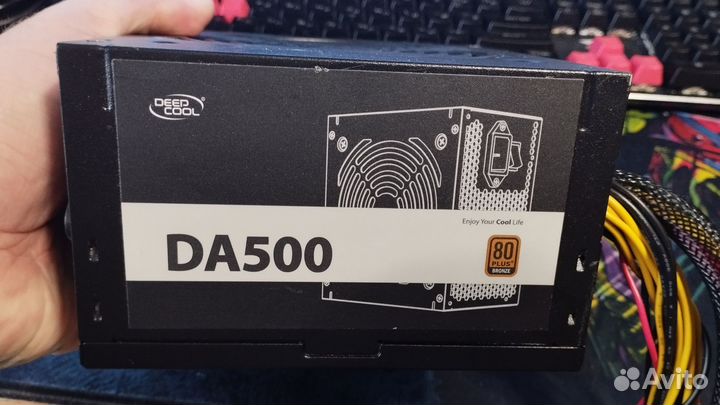 DEEP
COOL
Enjoy Your Cool Life
DA500
80
PLUS
BRONZE
Avito